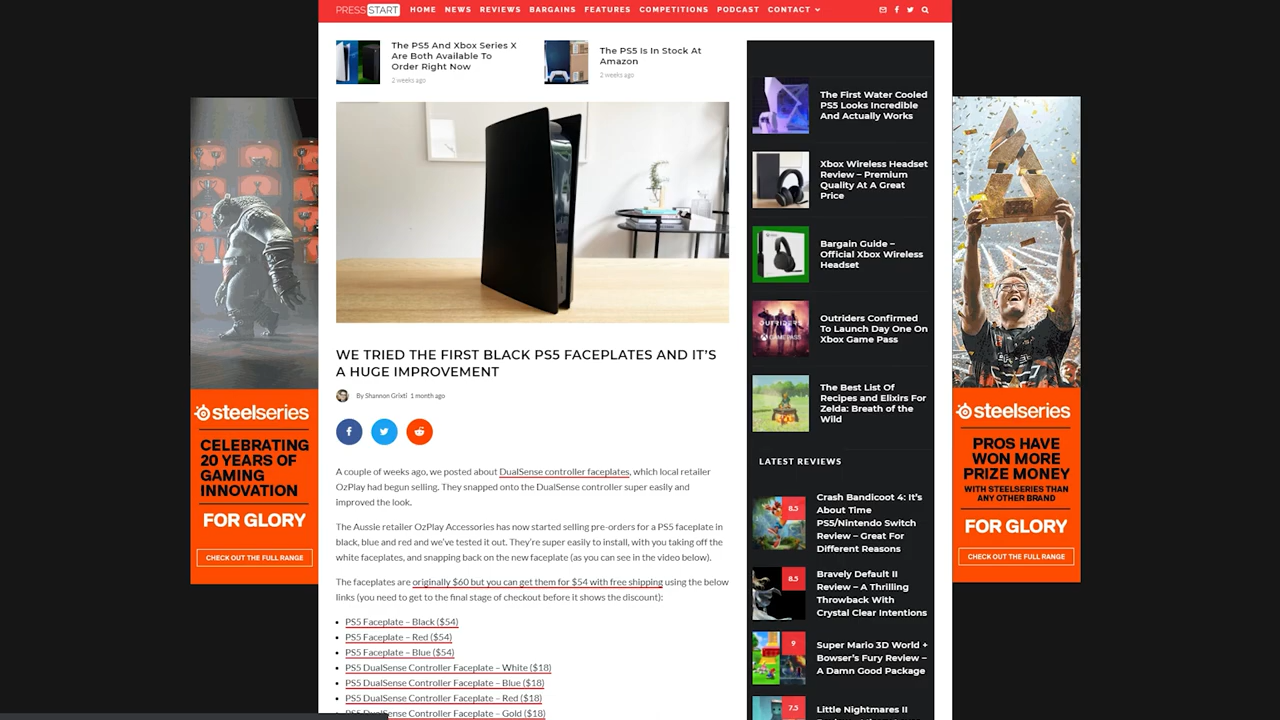 PRESS START HOME NEWS REVIEWS BARGAINS FEATURES COMPETITIONS PODCAST CONTACT
The PS5 And Xbox Series X
Are Both Available To
Order Right Now
2 weeks ago
The PS5 Is In Stock At
Amazon
2 weeks ago
WE TRIED THE FIRST BLACK PS5 FACEPLATES AND IT'S
A HUGE IMPROVEMENT
By Shannon Grixti 1 month ago
A couple of weeks ago, we posted about DualSense controller faceplates, which local retailer
OzPlay had begun selling. They snapped onto the DualSense controller super easily and
improved the look.
The Aussie retailer OzPlay Accessories has now started selling pre-orders for a PS5 faceplate in
black, blue and red and we've tested it out. They're super easily to install, with you taking off the
white faceplates, and snapping back on the new faceplate (as you can see in the video below).
The faceplates are originally $60 but you can get them for $54 with free shipping using the below
links (you need to get to the final stage of checkout before it shows the discount):
• PS5 Faceplate – Black ($54)
• PS5 Faceplate – Red ($54)
• PS5 Faceplate – Blue ($54)
• PS5 DualSense Controller Faceplate – White ($18)
• PS5 DualSense Controller Faceplate – Blue ($18)
• PS5 DualSense Controller Faceplate – Red ($18)
• PS5 DualSense Controller Faceplate – Gold ($18)
The First Water Cooled
PS5 Looks Incredible
And Actually Works
Xbox Wireless Headset
Review – Premium
Quality At A Great
Price
Bargain Guide –
Official Xbox Wireless
Headset
OUTRIDERS
GAME PASS
Outriders Confirmed
To Launch Day One On
Xbox Game Pass
The Best List Of
Recipes and Elixirs For
Zelda: Breath of the
Wild
LATEST REVIEWS
8.5
Crash Bandicoot 4: It's
About Time
PS5/Nintendo Switch
Review – Great For
Different Reasons
8.5
Bravely Default II
Review – A Thrilling
Throwback With
Crystal Clear Intentions
9
Super Mario 3D World +
Bowser's Fury Review –
A Damn Good Package
7.5
Little Nightmares II
steelseries
CELEBRATING
20 YEARS OF
GAMING
INNOVATION
FOR GLORY
CHECK OUT THE FULL RANGE
steelseries
PROS HAVE
WON MORE
PRIZE MONEY
WITH STEELSERIES THAN
ANY OTHER BRAND
FOR GLORY
CHECK OUT THE FULL RANGE